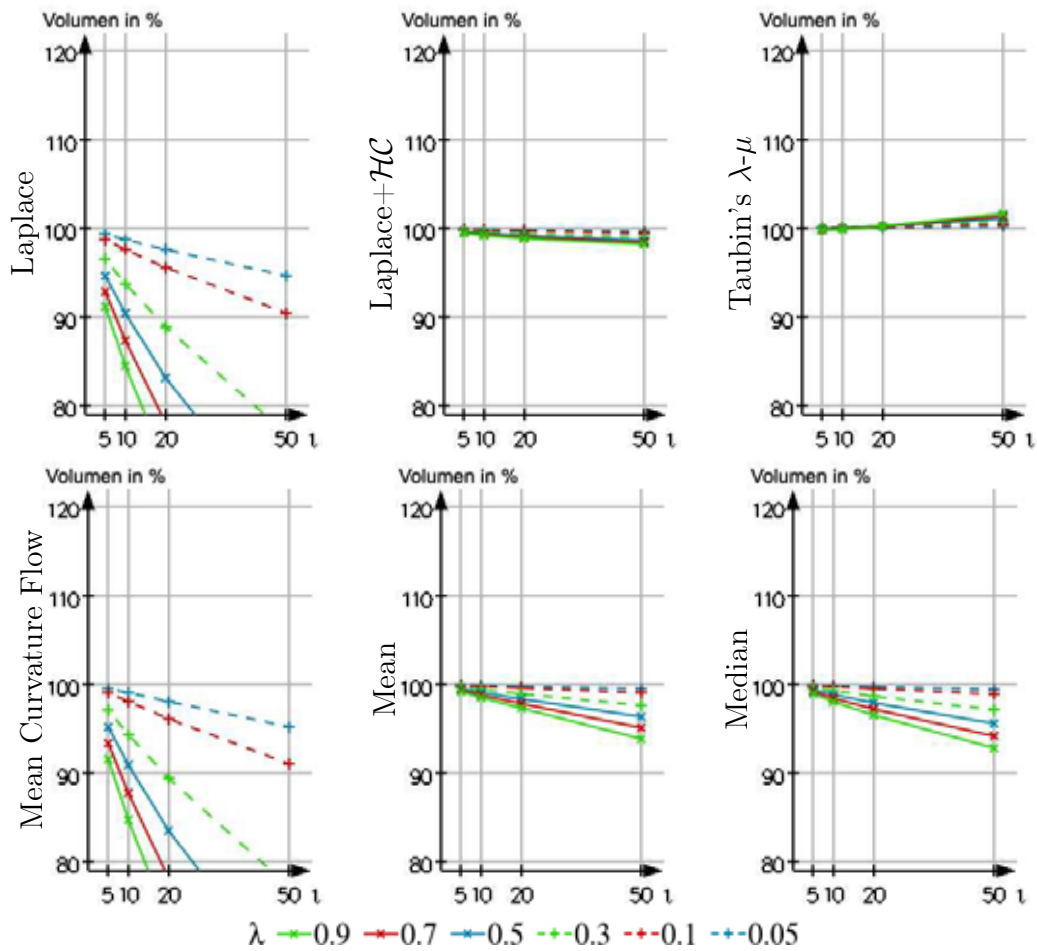 Volumen in %
120
110
100
90
80
5 10 20 50 ι
Laplace
Volumen in %
120
110
100
90
80
5 10 20 50 ι
Laplace+HC
Volumen in %
120
110
100
90
80
5 10 20 50 ι
Taubin's λ-μ
Volumen in %
120
110
100
90
80
5 10 20 50 ι
Mean Curvature Flow
Volumen in %
120
110
100
90
80
5 10 20 50 ι
Mean
Volumen in %
120
110
100
90
80
5 10 20 50 ι
Median
λ 0.9 0.7 0.5 0.3 0.1 0.05